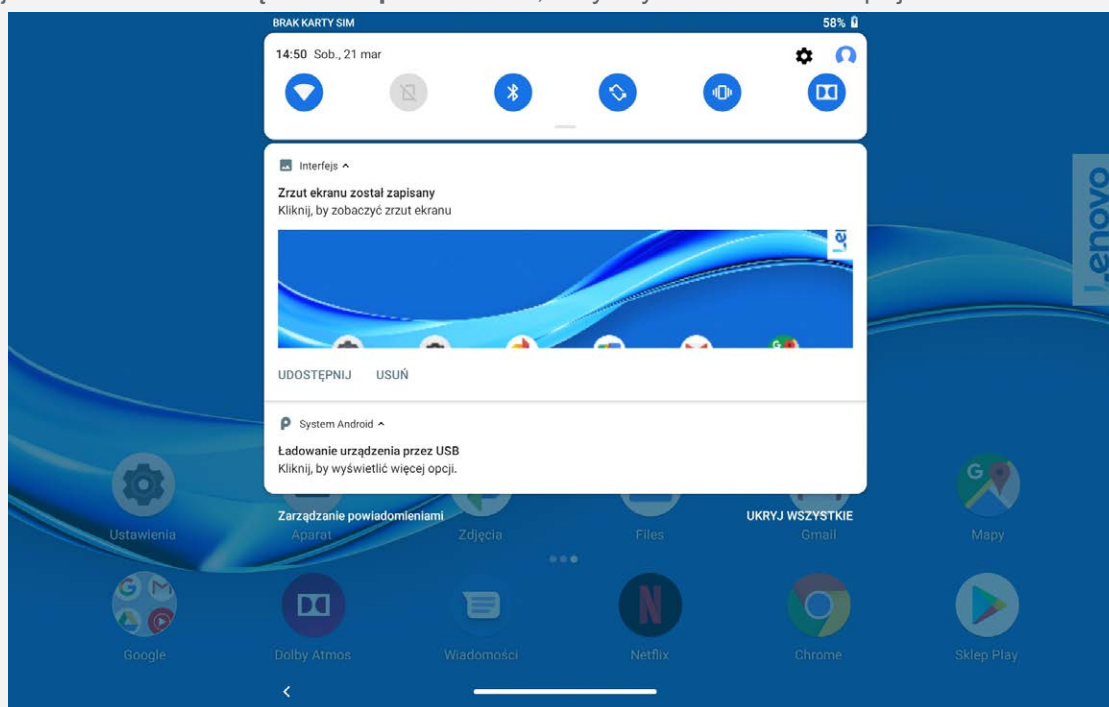 BRAK KARTY SIM 58%
14:50 Sob., 21 mar
Interfejs
Zrzut ekranu został zapisany
Kliknij, by zobaczyć zrzut ekranu
UDOSTĘPNIJ USUŃ
System Android
Ładowanie urządzenia przez USB
Kliknij, by wyświetlić więcej opcji.
Zarządzanie powiadomieniami UKRYJ WSZYSTKIE
Ustawienia Aparat Zdjęcia Files Gmail Mapy
Google Dolby Atmos Wiadomości Netflix Chrome Sklep Play
Lenovo